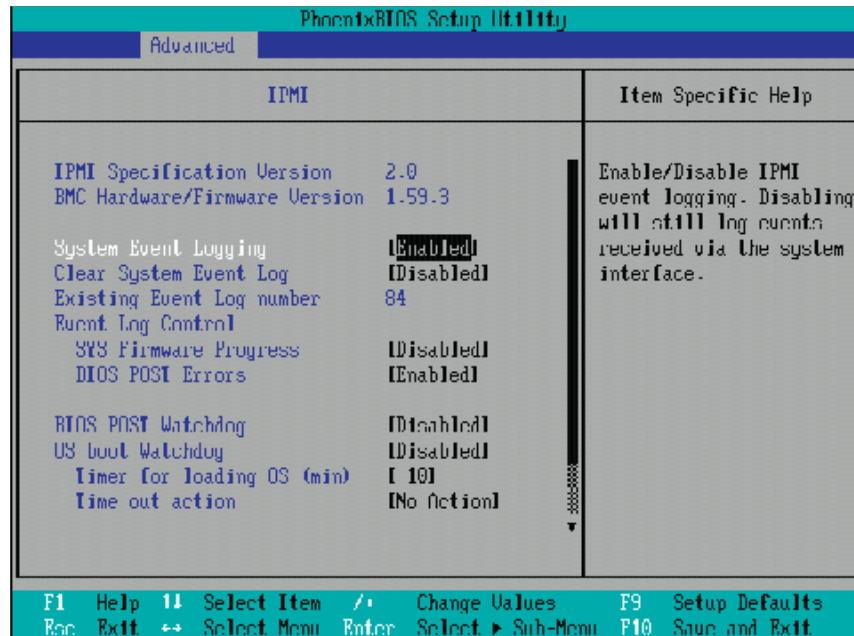 PhoenixBIOS Setup Utility
Advanced
IPMI
IPMI Specification Version 2.0
BMC Hardware/Firmware Version 1.59.3
System Event Logging [Enabled]
Clear System Event Log [Disabled]
Existing Event Log number 84
Event Log Control
SYS Firmware Progress [Disabled]
BIOS POST Errors [Enabled]
BIOS POST Watchdog [Disabled]
OS boot Watchdog [Disabled]
Timer for loading OS (min) [ 10]
Time out action [No Action]
Item Specific Help
Enable/Disable IPMI
event logging. Disabling
will still log events
received via the system
interface.
F1 Help ↑↓ Select Item Change Values F9 Setup Defaults
Esc Exit ↔ Select Menu Enter Select ▶ Sub-Menu F10 Save and Exit